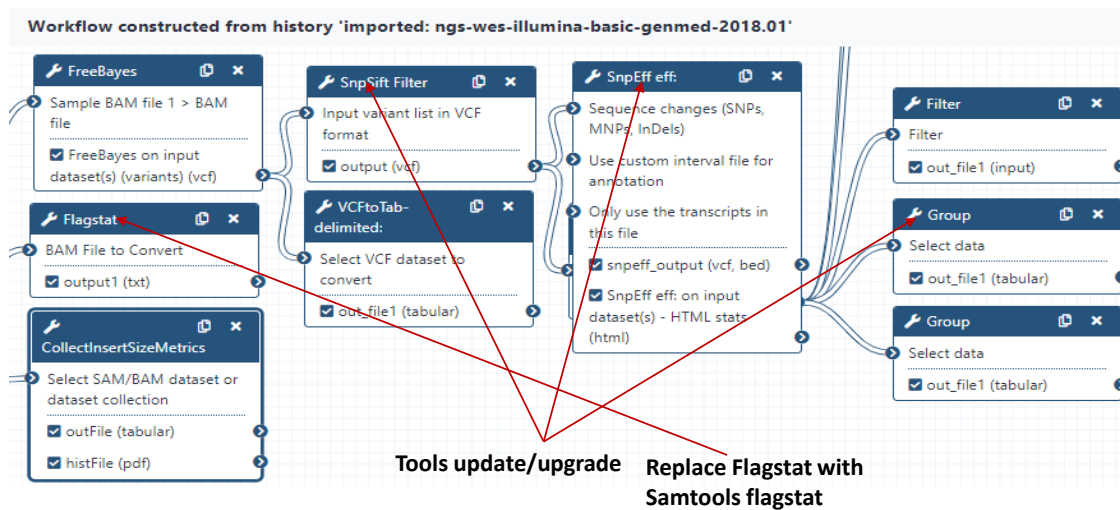 Workflow constructed from history 'imported: ngs-wes-illumina-basic-genmed-2018.01'
FreeBayes
Sample BAM file 1 > BAM
file
FreeBayes on input
dataset(s) (variants) (vcf)
Flagstat
BAM File to Convert
output1 (txt)
CollectInsertSizeMetrics
Select SAM/BAM dataset or
dataset collection
outFile (tabular)
histFile (pdf)
SnpSift Filter
Input variant list in VCF
format
output (vcf)
VCFtoTab-
delimited:
Select VCF dataset to
convert
out_file1 (tabular)
SnpEff eff:
Sequence changes (SNPs,
MNPs, InDels)
Use custom interval file for
annotation
Only use the transcripts in
this file
snpeff_output (vcf, bed)
SnpEff eff: on input
dataset(s) - HTML stats
(html)
Filter
Filter
out_file1 (input)
Group
Select data
out_file1 (tabular)
Group
Select data
out_file1 (tabular)
Tools update/upgrade
Replace Flagstat with
Samtools flagstat